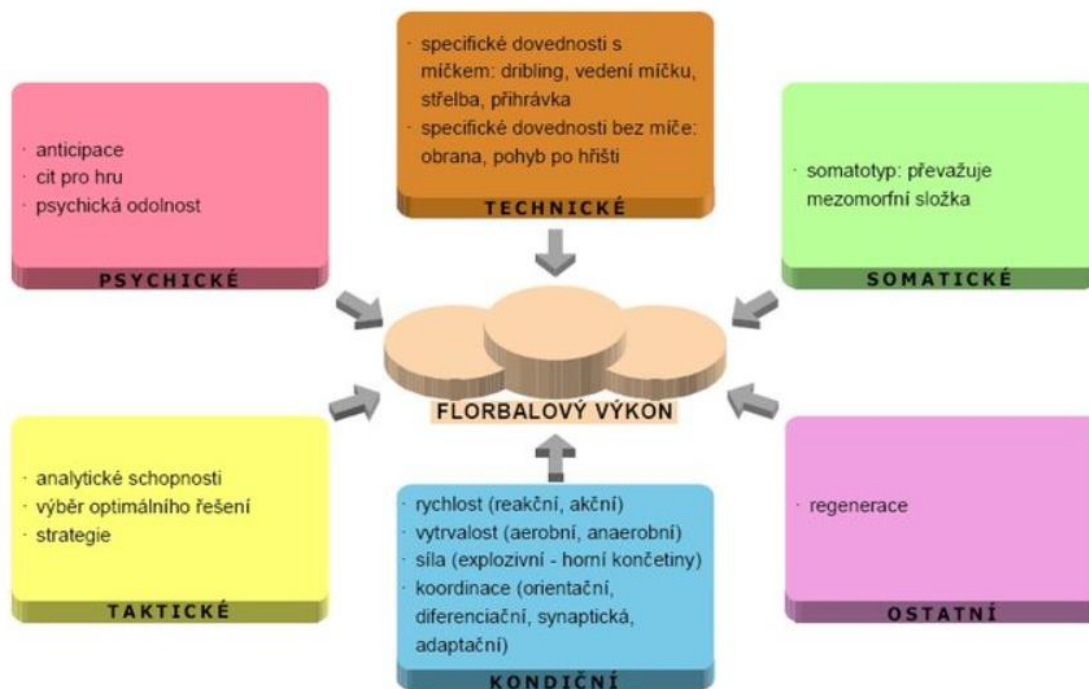 · specifické dovednosti s
míčkem: dribling, vedení míčku,
střelba, přihrávka
· specifické dovednosti bez míče:
obrana, pohyb po hřišti
TECHNICKÉ
· anticipace
· cit pro hru
· psychická odolnost
PSYCHICKÉ
· somatotyp: převažuje
mezomorfní složka
SOMATICKÉ
FLORBALOVÝ VÝKON
· analytické schopnosti
· výběr optimálního řešení
· strategie
TAKTICKÉ
· rychlost (reakční, akční)
· vytrvalost (aerobní, anaerobní)
· síla (explozivní - horní končetiny)
· koordinace (orientační,
diferenciační, synaptická,
adaptační)
KONDIČNÍ
· regenerace
OSTATNÍ